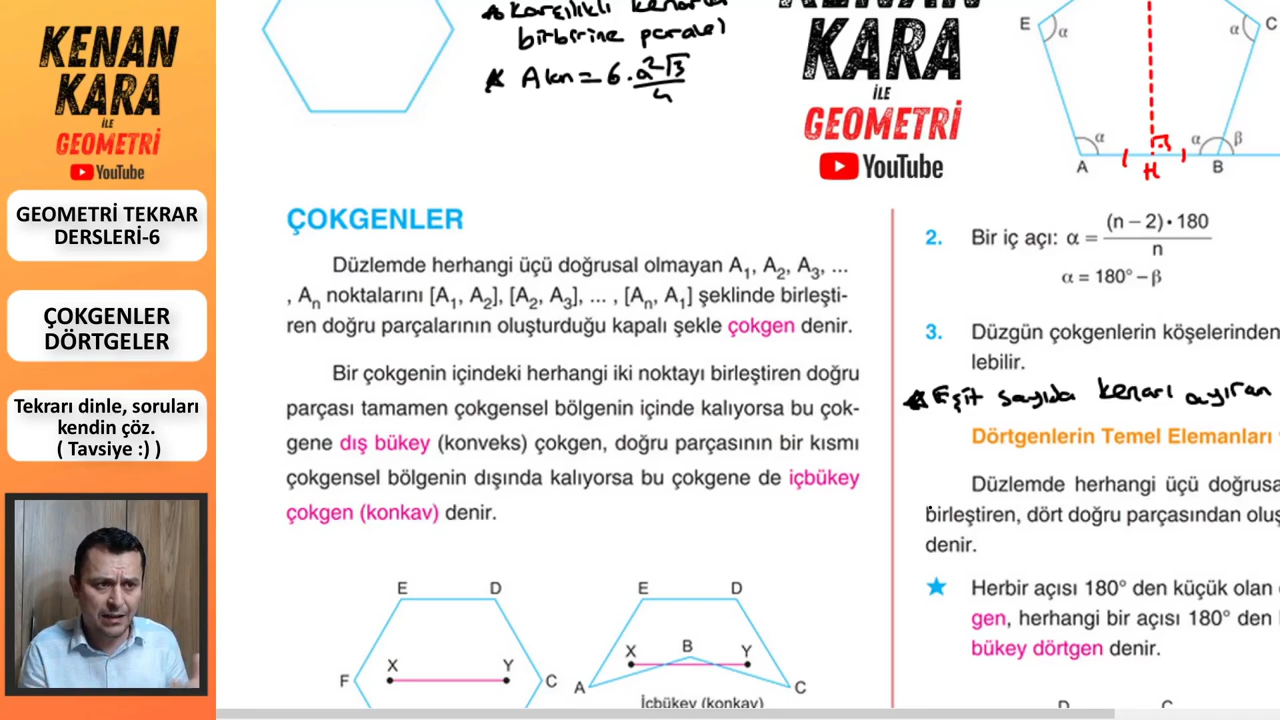 KENAN
KARA
İLE
GEOMETRİ
YouTube
GEOMETRİ TEKRAR
DERSLERİ-6
ÇOKGENLER
DÖRTGELER
Tekrarı dinle, soruları
kendin çöz.
( Tavsiye :) )
Karşılıklı
birbirine paralel
Akn = 6 . a²√3 / 4
KENAN
KARA
İLE
GEOMETRİ
YouTube
E
α
α
C
α
α
β
A
H
B
ÇOKGENLER
Düzlemde herhangi üçü doğrusal olmayan A₁, A₂, A₃, ...
, Aₙ noktalarını [A₁, A₂], [A₂, A₃], ... , [Aₙ, A₁] şeklinde birleşti-
ren doğru parçalarının oluşturduğu kapalı şekle çokgen denir.
Bir çokgenin içindeki herhangi iki noktayı birleştiren doğru
parçası tamamen çokgensel bölgenin içinde kalıyorsa bu çok-
gene dış bükey (konveks) çokgen, doğru parçasının bir kısmı
çokgensel bölgenin dışında kalıyorsa bu çokgene de içbükey
çokgen (konkav) denir.
E D
F X Y C
E D
X B Y
A C
İçbükey (konkav)
2. Bir iç açı: α = (n – 2) • 180 / n
α = 180° – β
3. Düzgün çokgenlerin köşelerinden
lebilir.
Eşit sayıda kenarı ayıran
Dörtgenlerin Temel Elemanları
Düzlemde herhangi üçü doğrusa
birleştiren, dört doğru parçasından oluş
denir.
★ Herbir açısı 180° den küçük olan
gen, herhangi bir açısı 180° den
bükey dörtgen denir.
D C